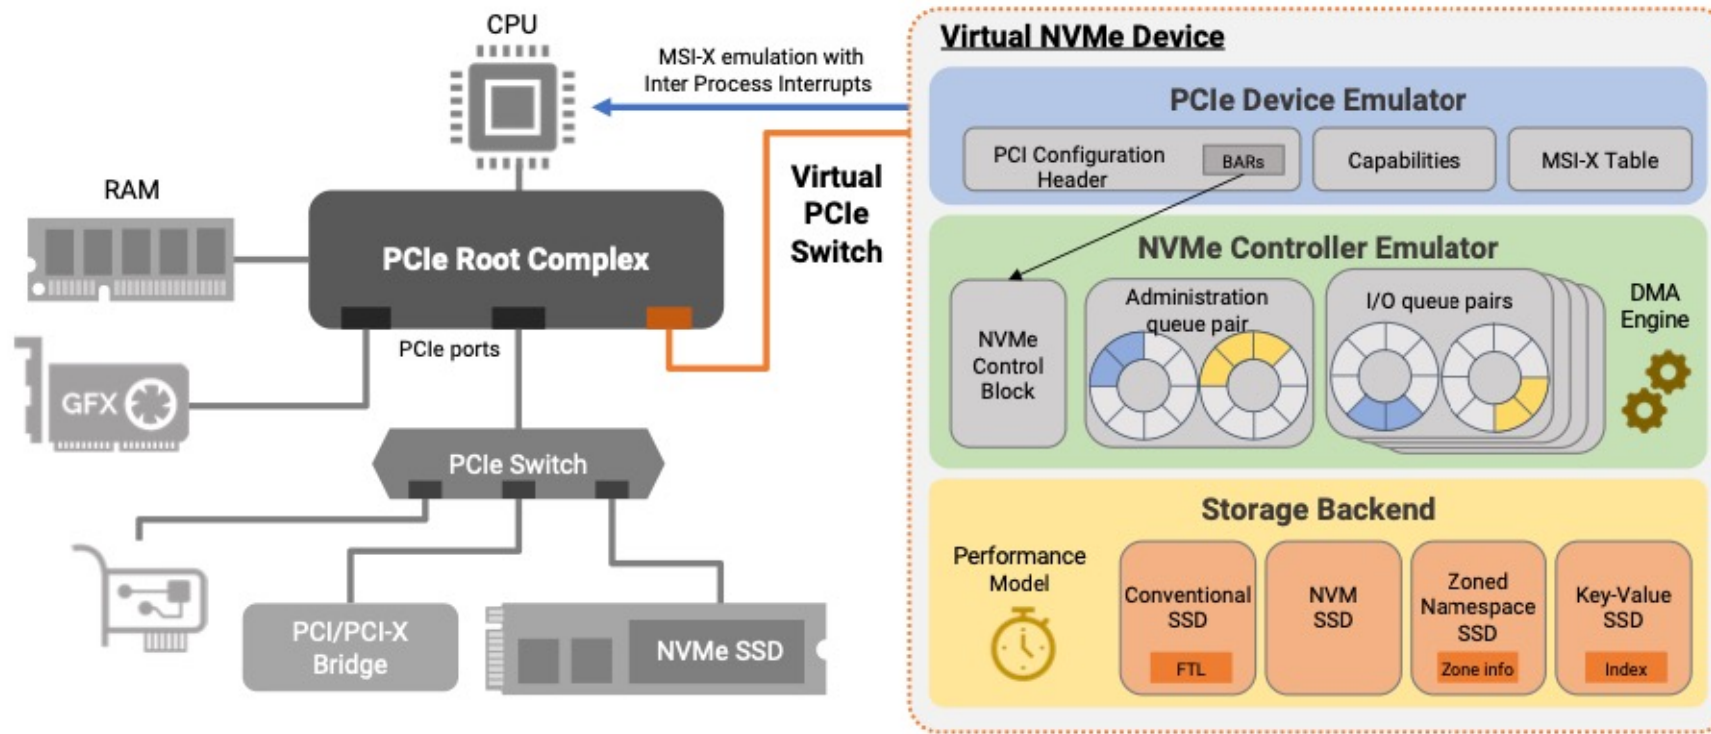 CPU
MSI-X emulation with
Inter Process Interrupts
RAM
PCIe Root Complex
PCIe ports
Virtual
PCIe
Switch
GFX
PCIe Switch
PCI/PCI-X
Bridge
NVMe SSD
Virtual NVMe Device
PCIe Device Emulator
PCI Configuration
Header
BARs
Capabilities
MSI-X Table
NVMe Controller Emulator
NVMe
Control
Block
Administration
queue pair
I/O queue pairs
DMA
Engine
Storage Backend
Performance
Model
Conventional
SSD
FTL
NVM
SSD
Zoned
Namespace
SSD
Zone info
Key-Value
SSD
Index